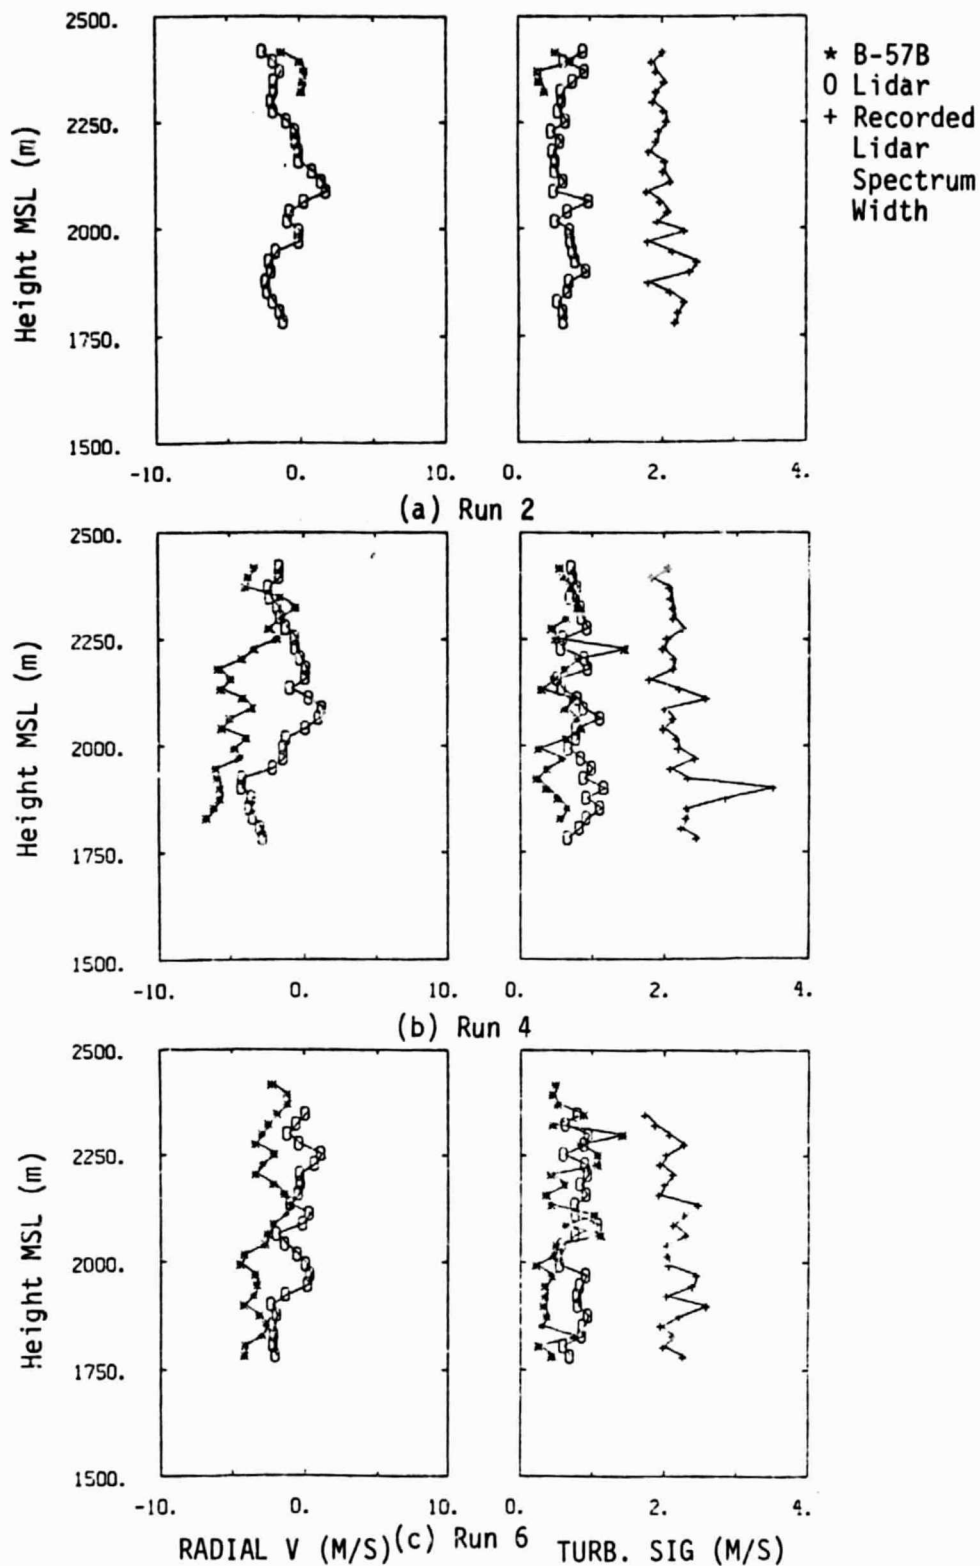 2500.
2250.
2000.
1750.
1500.
Height MSL (m)
-10.
0.
10.
0.
2.
4.
★ B-57B
O Lidar
+ Recorded
Lidar
Spectrum
Width
(a) Run 2
2500.
2250.
2000.
1750.
1500.
Height MSL (m)
-10.
0.
10.
0.
2.
4.
(b) Run 4
2500.
2250.
2000.
1750.
1500.
Height MSL (m)
-10.
0.
10.
0.
2.
4.
RADIAL V (M/S)
(c) Run 6
TURB. SIG (M/S)